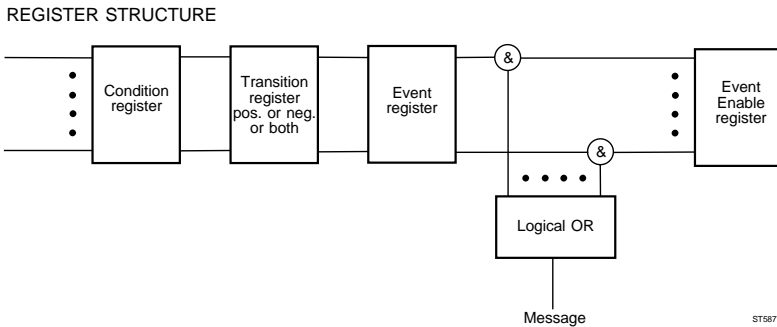 REGISTER STRUCTURE
Condition
register
Transition
register
pos. or neg.
or both
Event
register
&
&
Event
Enable
register
Logical OR
Message
ST587